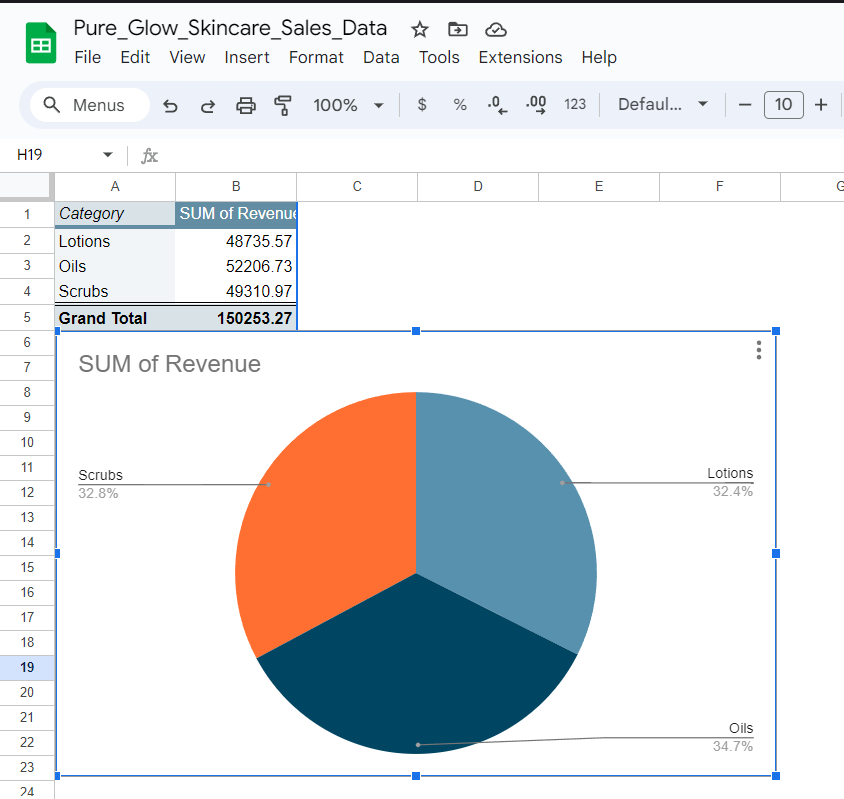 Pure_Glow_Skincare_Sales_Data
File Edit View Insert Format Data Tools Extensions Help
Menus 100% $ % .0 .00 123 Defaul... 10
H19 fx
A B C D E F G
1 Category SUM of Revenue
2 Lotions 48735.57
3 Oils 52206.73
4 Scrubs 49310.97
5 Grand Total 150253.27
6
7 SUM of Revenue
8
9
10
11 Scrubs Lotions
12 32.8% 32.4%
13
14
15
16
17
18
19
20
21
22 Oils
23 34.7%
24